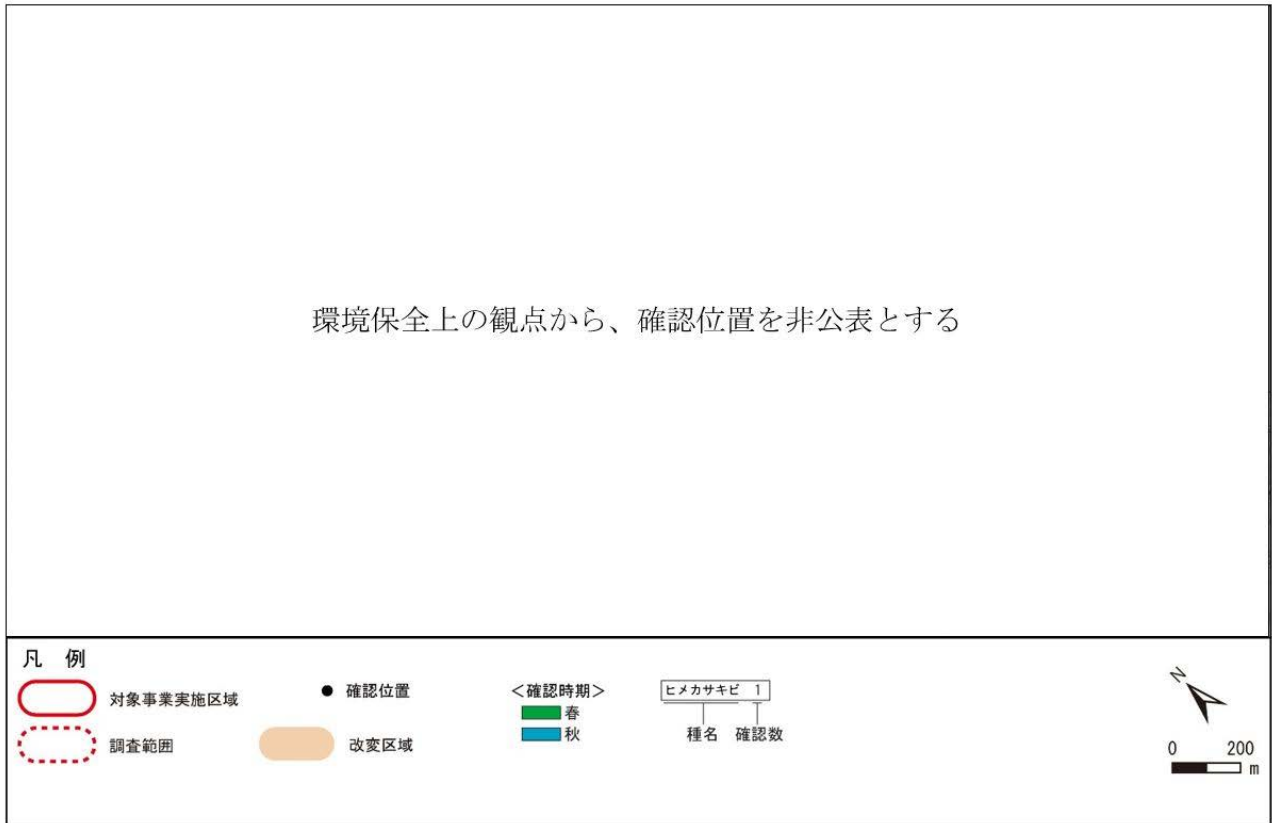 環境保全上の観点から、確認位置を非公表とする
凡 例
対象事業実施区域
調査範囲
確認位置
改変区域
＜確認時期＞
春
秋
ヒメカサキビ 1
種名 確認数
N
0 200
m